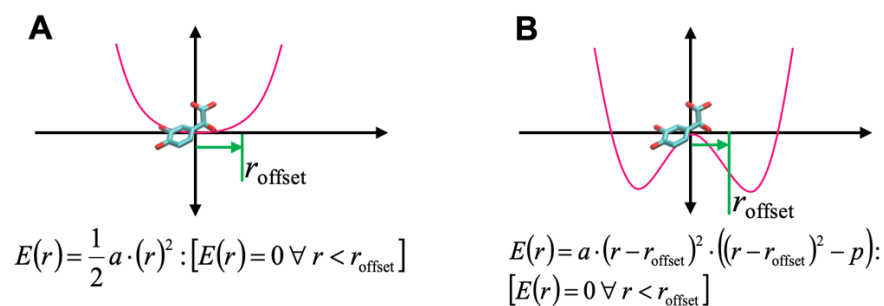 A
r_offset
E(r) = 1/2 a·(r)² :[E(r) = 0 ∀ r < r_offset]
B
r_offset
E(r) = a·(r − r_offset)²·((r − r_offset)² − p):
[E(r) = 0 ∀ r < r_offset]